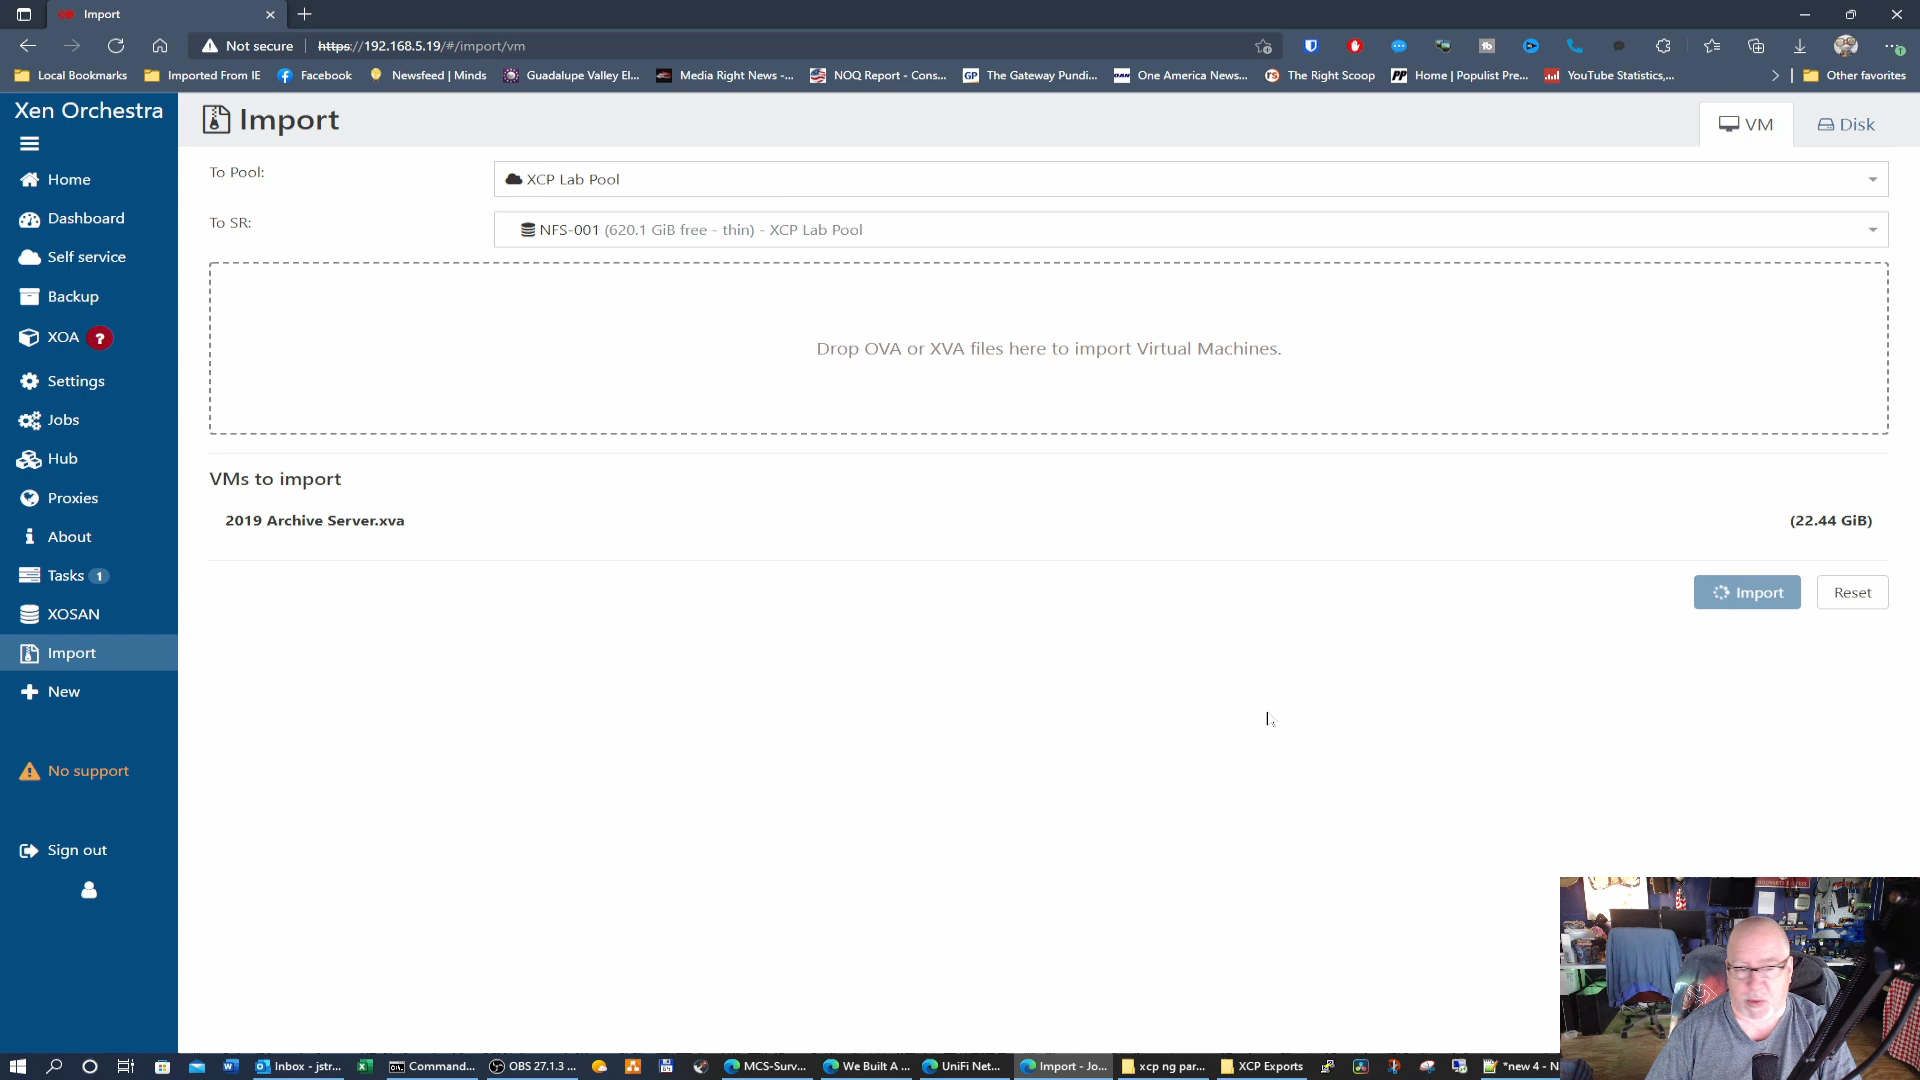 Import
Not secure
https://192.168.5.19/#/import/vm
Local Bookmarks
Imported From IE
Facebook
Newsfeed | Minds
Guadalupe Valley El...
Media Right News -...
NOQ Report - Cons...
The Gateway Pundi...
One America News...
The Right Scoop
Home | Populist Pre...
YouTube Statistics,...
Other favorites
Xen Orchestra
Home
Dashboard
Self service
Backup
XOA ?
Settings
Jobs
Hub
Proxies
About
Tasks 1
XOSAN
Import
New
No support
Sign out
Import
VM
Disk
To Pool:
XCP Lab Pool
To SR:
NFS-001 (620.1 GiB free - thin) - XCP Lab Pool
Drop OVA or XVA files here to import Virtual Machines.
VMs to import
2019 Archive Server.xva
(22.44 GiB)
Import
Reset
Inbox - jstr...
Command...
OBS 27.1.3 ...
MCS-Surv...
We Built A ...
UniFi Net...
Import - Jo...
xcp ng par...
XCP Exports
*new 4 - N